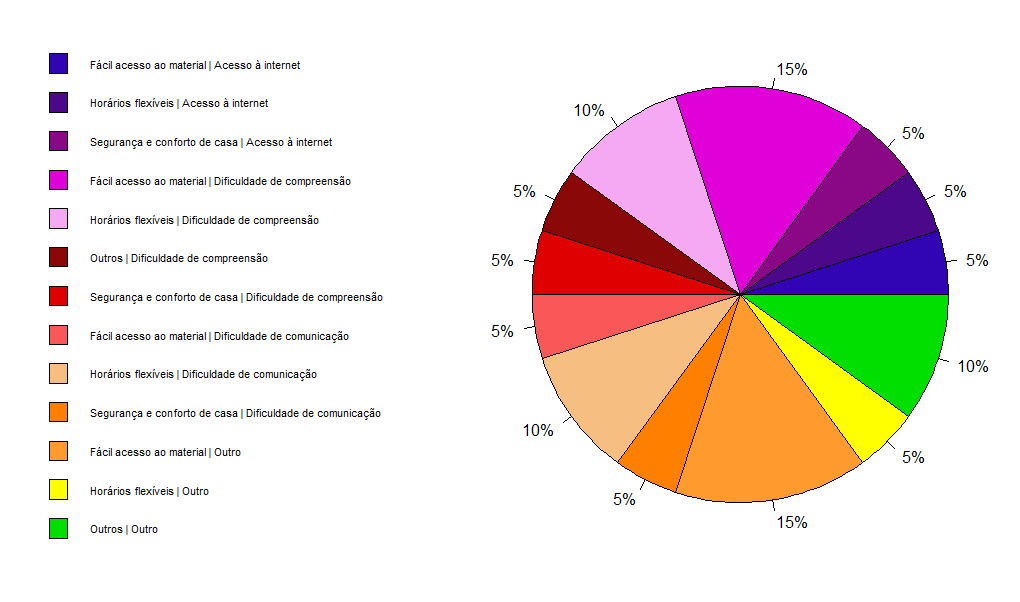 Fácil acesso ao material | Acesso à internet
Horários flexíveis | Acesso à internet
Segurança e conforto de casa | Acesso à internet
Fácil acesso ao material | Dificuldade de compreensão
Horários flexíveis | Dificuldade de compreensão
Outros | Dificuldade de compreensão
Segurança e conforto de casa | Dificuldade de compreensão
Fácil acesso ao material | Dificuldade de comunicação
Horários flexíveis | Dificuldade de comunicação
Segurança e conforto de casa | Dificuldade de comunicação
Fácil acesso ao material | Outro
Horários flexíveis | Outro
Outros | Outro
5%
5%
5%
15%
10%
5%
5%
5%
10%
5%
15%
5%
10%